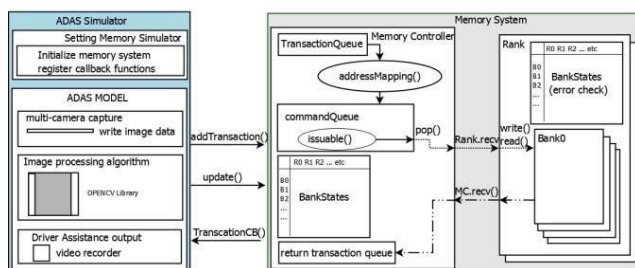 ADAS Simulator
Setting Memory Simulator
Initialize memory system
register callback functions
ADAS MODEL
multi-camera capture
write image data
Image processing algorithm
OPENCV Library
Driver Assistance output
video recorder
addTransaction()
update()
TranscationCB()
Memory System
Memory Controller
TransactionQueue
addressMapping()
commandQueue
issuable()
pop()
R0 R1 R2 ... etc
B0
B1
B2
...
...
BankStates
return transaction queue
Rank.recv
MC.recv()
Rank
R0 R1 R2 ... etc
B0
B1
B2
...
...
BankStates
(error check)
write()
read()
Bank0